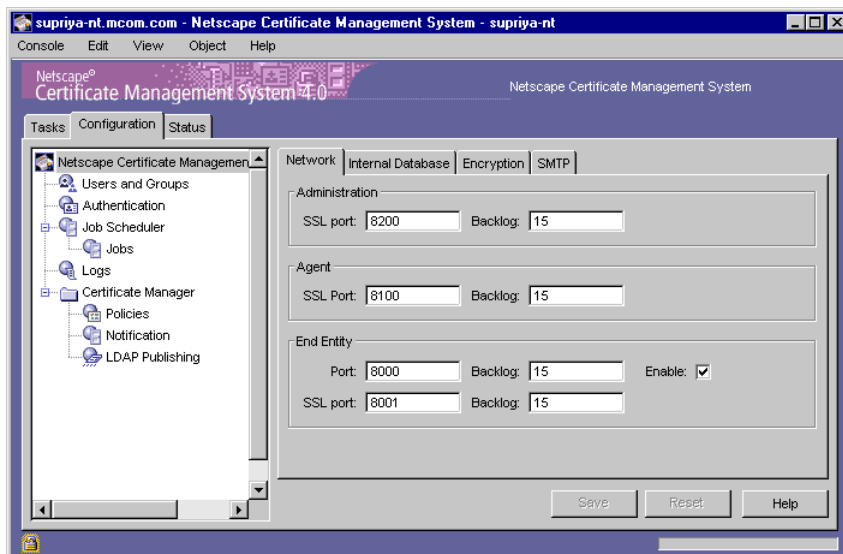 supriya-nt.mcom.com - Netscape Certificate Management System - supriya-nt
Console Edit View Object Help
Netscape®
Certificate Management System 4.0
Netscape Certificate Management System
Tasks Configuration Status
Netscape Certificate Managemen
Users and Groups
Authentication
Job Scheduler
Jobs
Logs
Certificate Manager
Policies
Notification
LDAP Publishing
Network Internal Database Encryption SMTP
Administration
SSL port: 8200 Backlog: 15
Agent
SSL Port: 8100 Backlog: 15
End Entity
Port: 8000 Backlog: 15 Enable:
SSL port: 8001 Backlog: 15
Save Reset Help